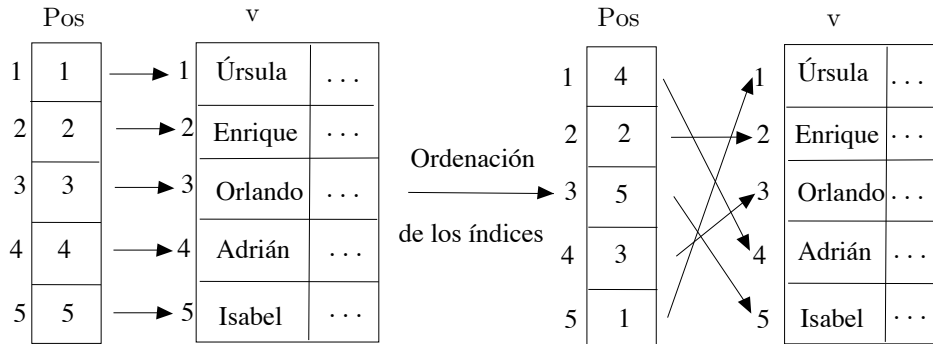 Pos v Pos v
1 1 1 Úrsula ... 1 4 1 Úrsula ...
2 2 2 Enrique ... 2 2 2 Enrique ...
3 3 3 Orlando ... Ordenación 3 5 3 Orlando ...
de los índices
4 4 4 Adrián ... 4 3 4 Adrián ...
5 5 5 Isabel ... 5 1 5 Isabel ...